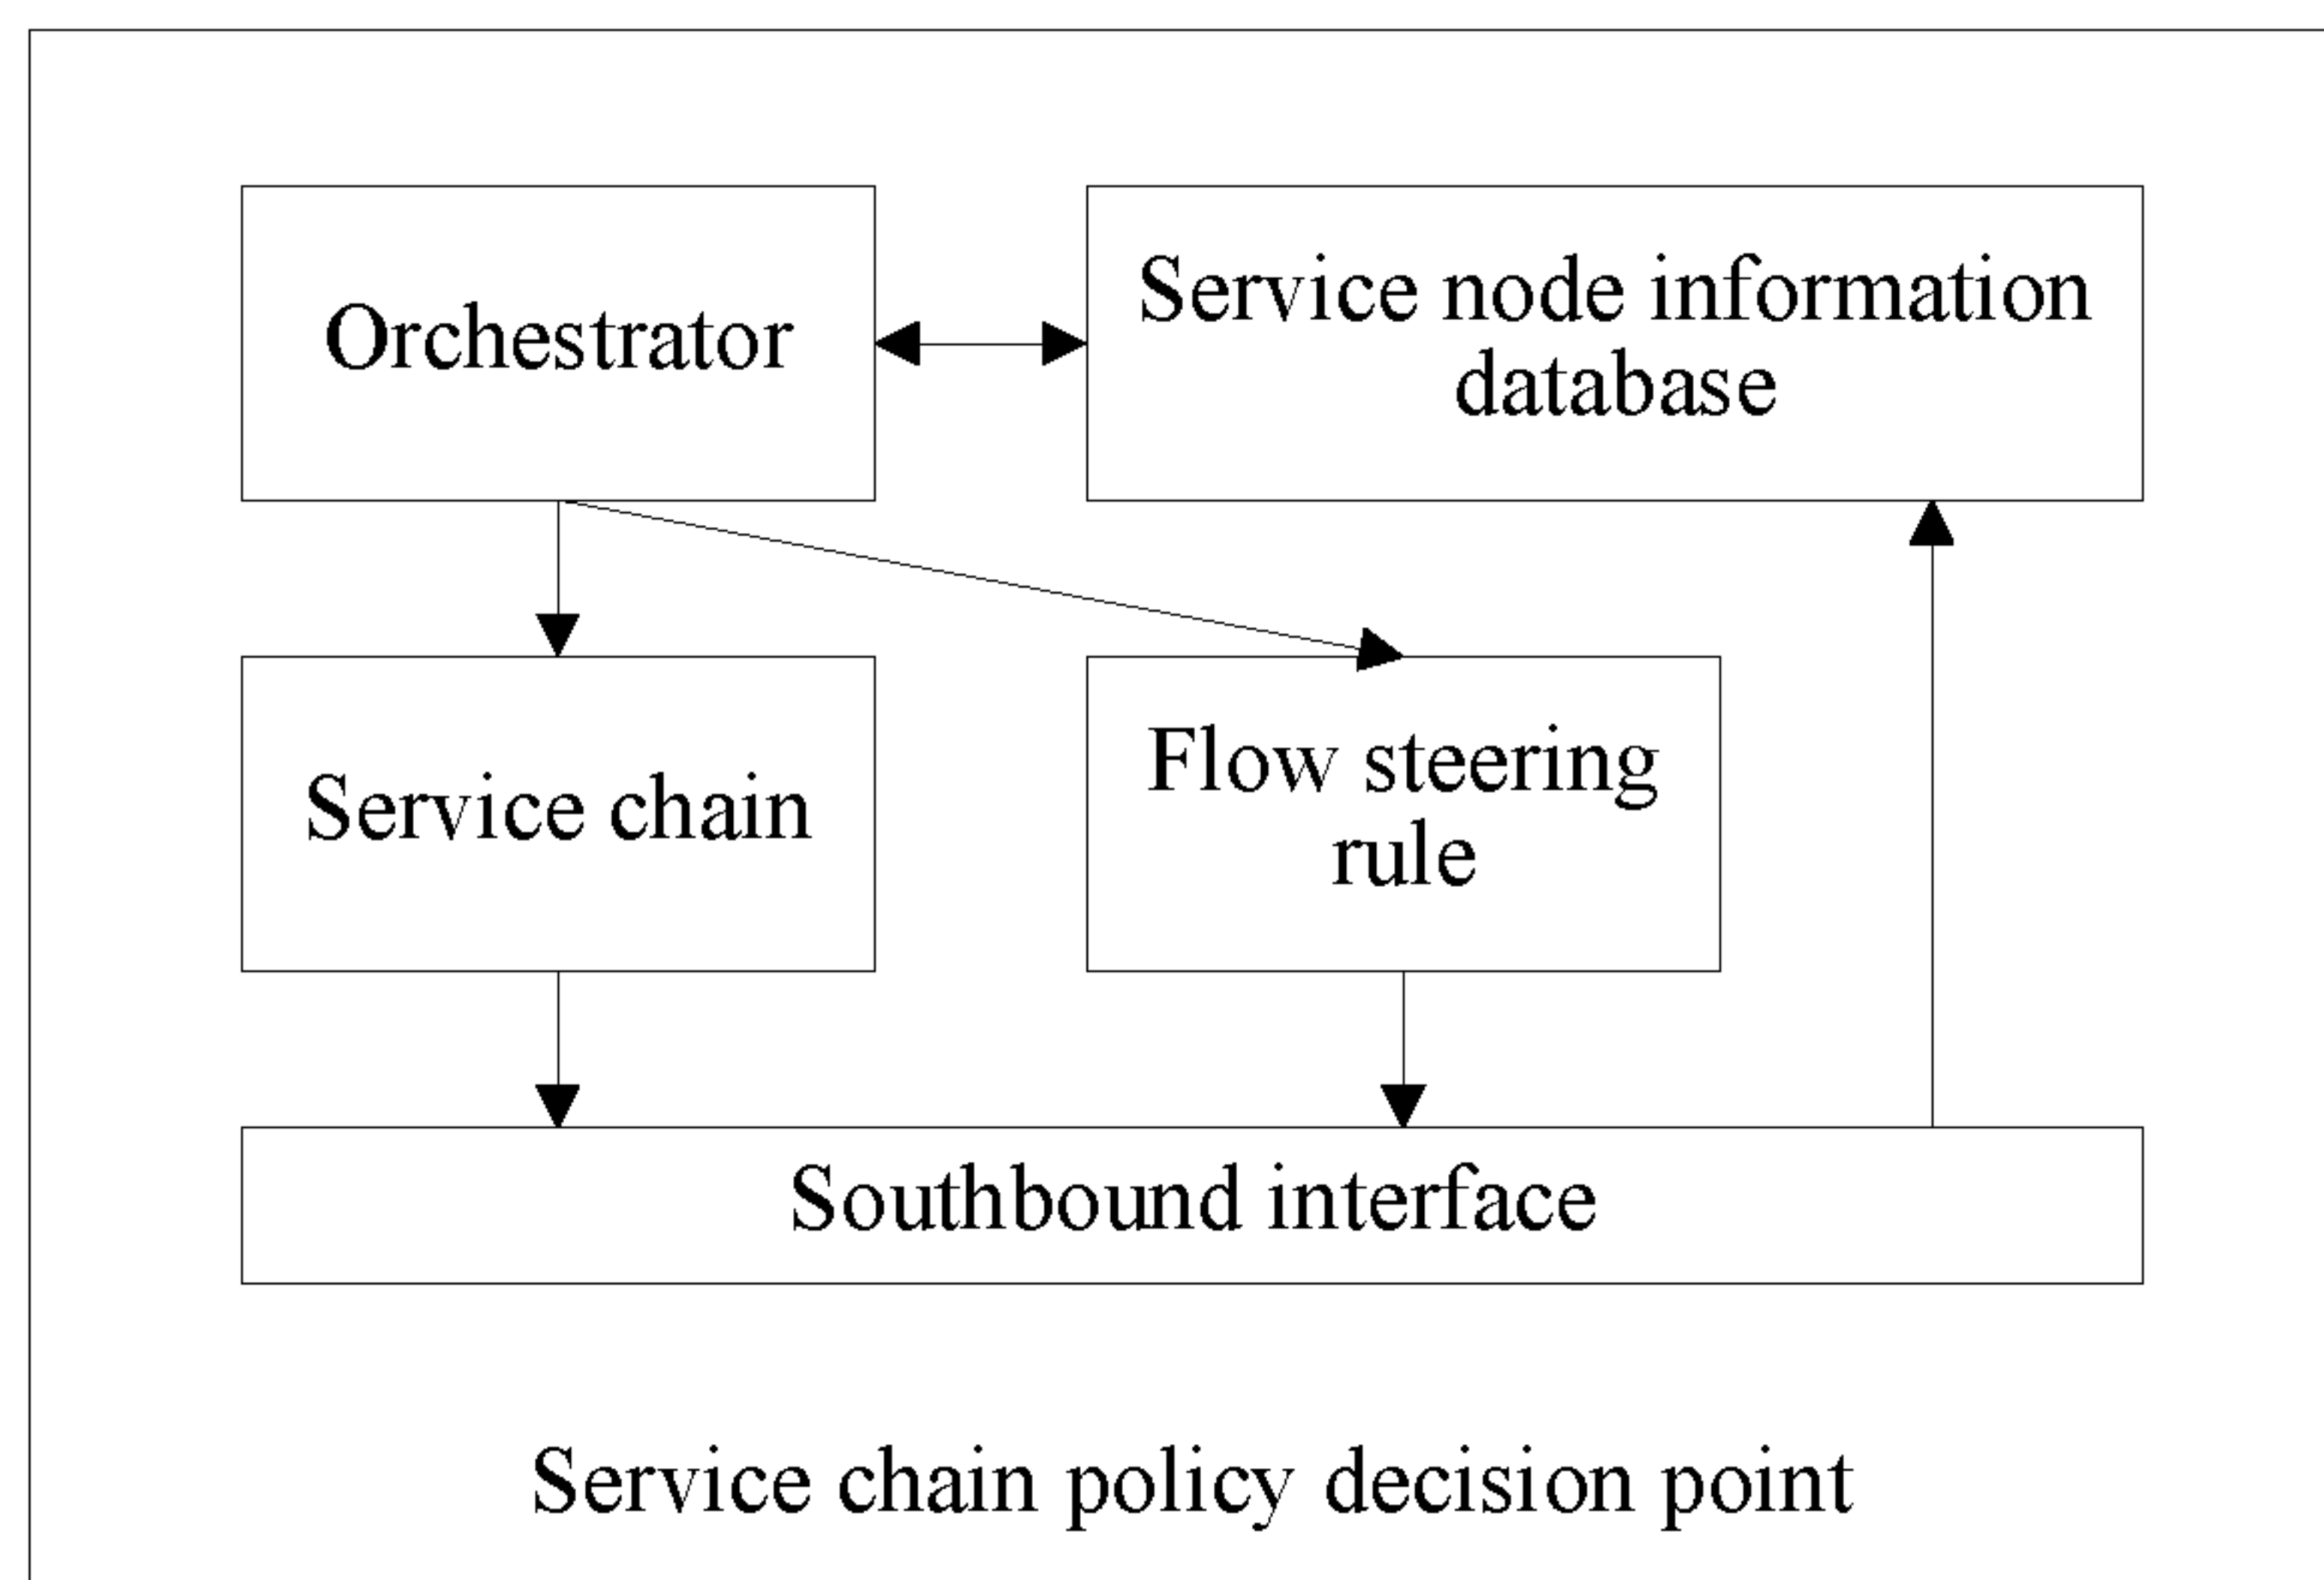 Orchestrator
Service node information
database
Service chain
Flow steering
rule
Southbound interface
Service chain policy decision point